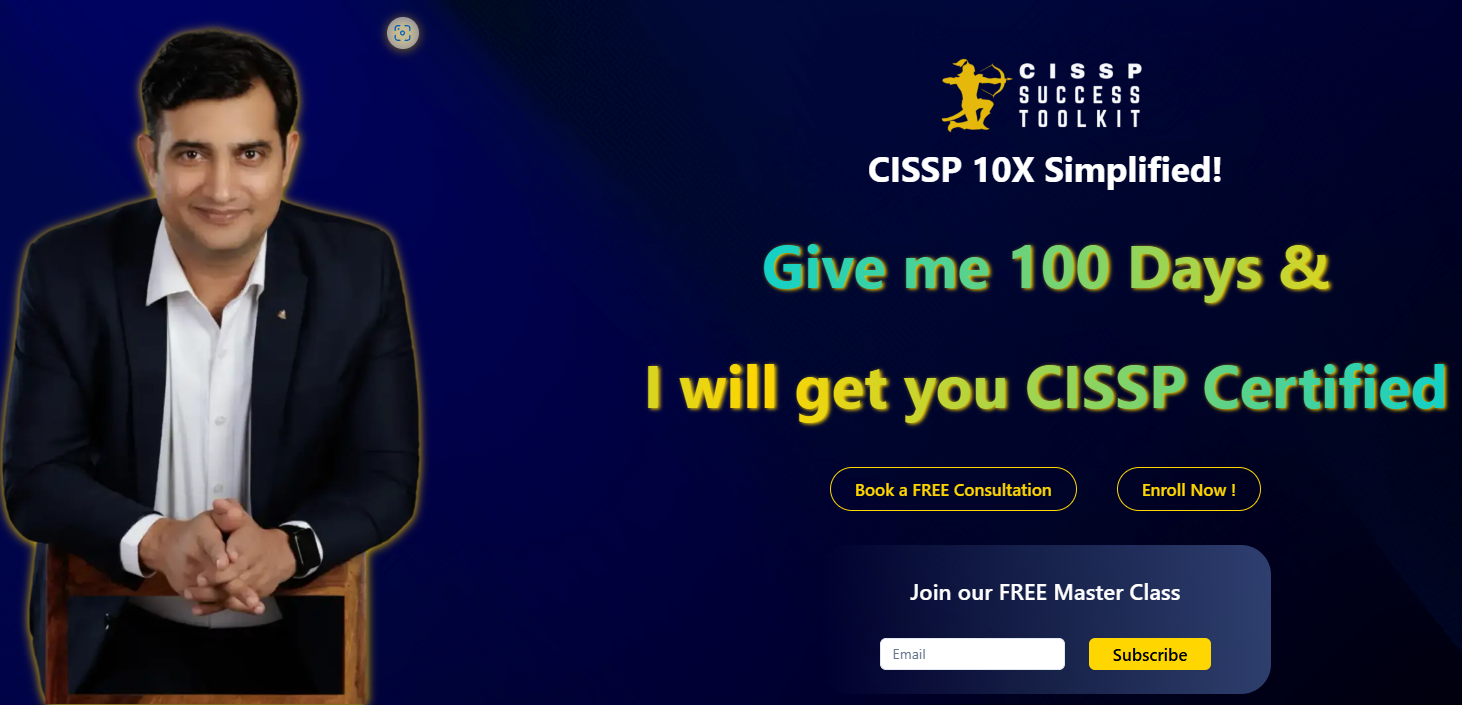 CISSP
SUCCESS
TOOLKIT
CISSP 10X Simplified!
Give me 100 Days &
I will get you CISSP Certified
Book a FREE Consultation
Enroll Now !
Join our FREE Master Class
Email
Subscribe